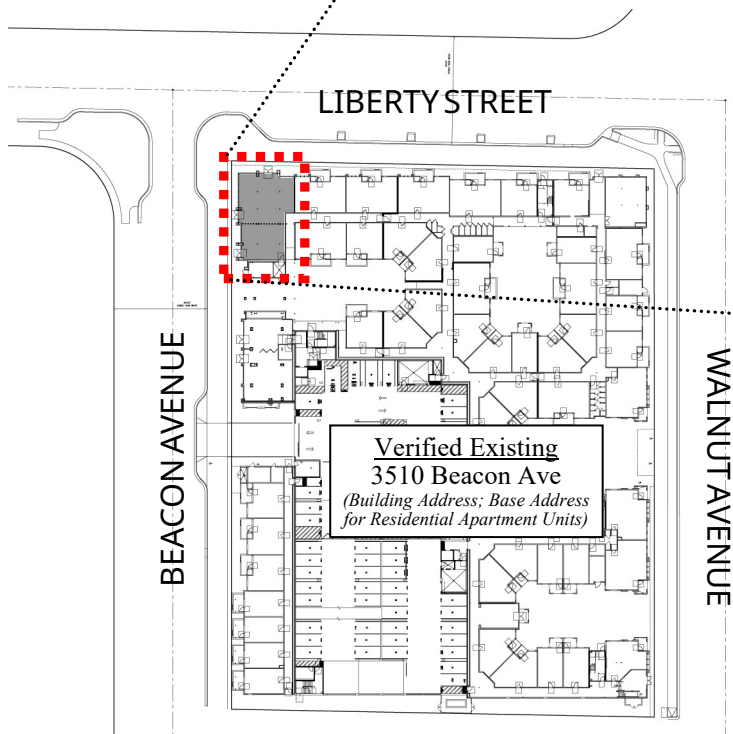 LIBERTY STREET
BEACON AVENUE
WALNUT AVENUE
Verified Existing
3510 Beacon Ave
(Building Address; Base Address
for Residential Apartment Units)